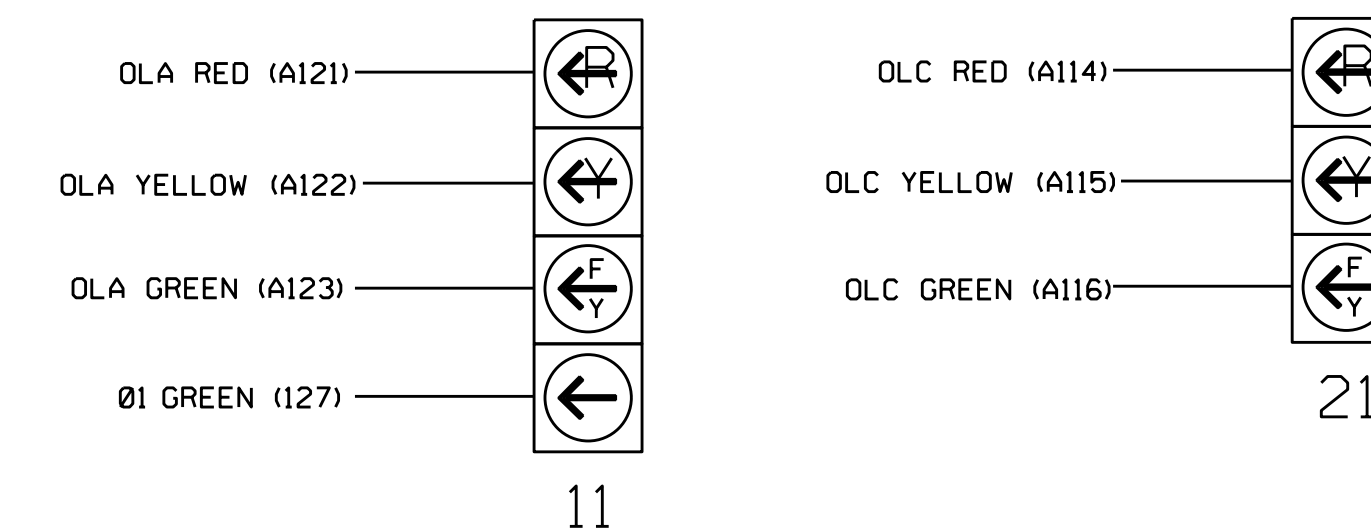 OLA RED (A121)
R
OLA YELLOW (A122)
Y
OLA GREEN (A123)
F
Y
Ø1 GREEN (127)
11
OLC RED (A114)
R
OLC YELLOW (A115)
Y
OLC GREEN (A116)
F
Y
21